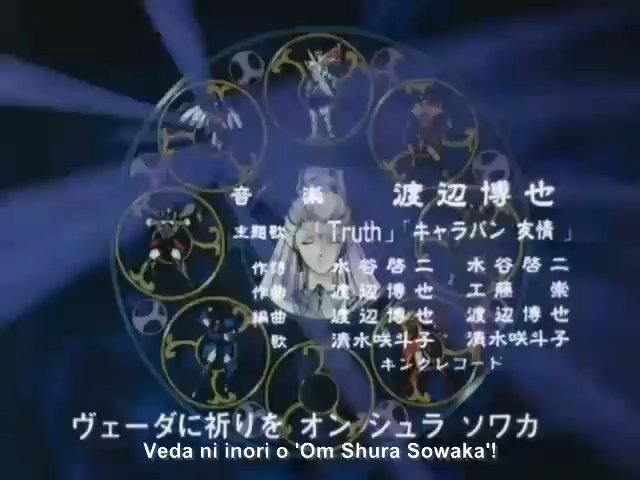 音 楽 渡辺博也
主題歌 「Truth」「キャラバン 友情」
作詩 水谷啓二 水谷啓二
作曲 渡辺博也 工藤 崇
編曲 渡辺博也 渡辺博也
歌 清水咲斗子 清水咲斗子
キングレコード
ヴェーダに祈りを オン シュラ ソワカ
Veda ni inori o 'Om Shura Sowaka'!